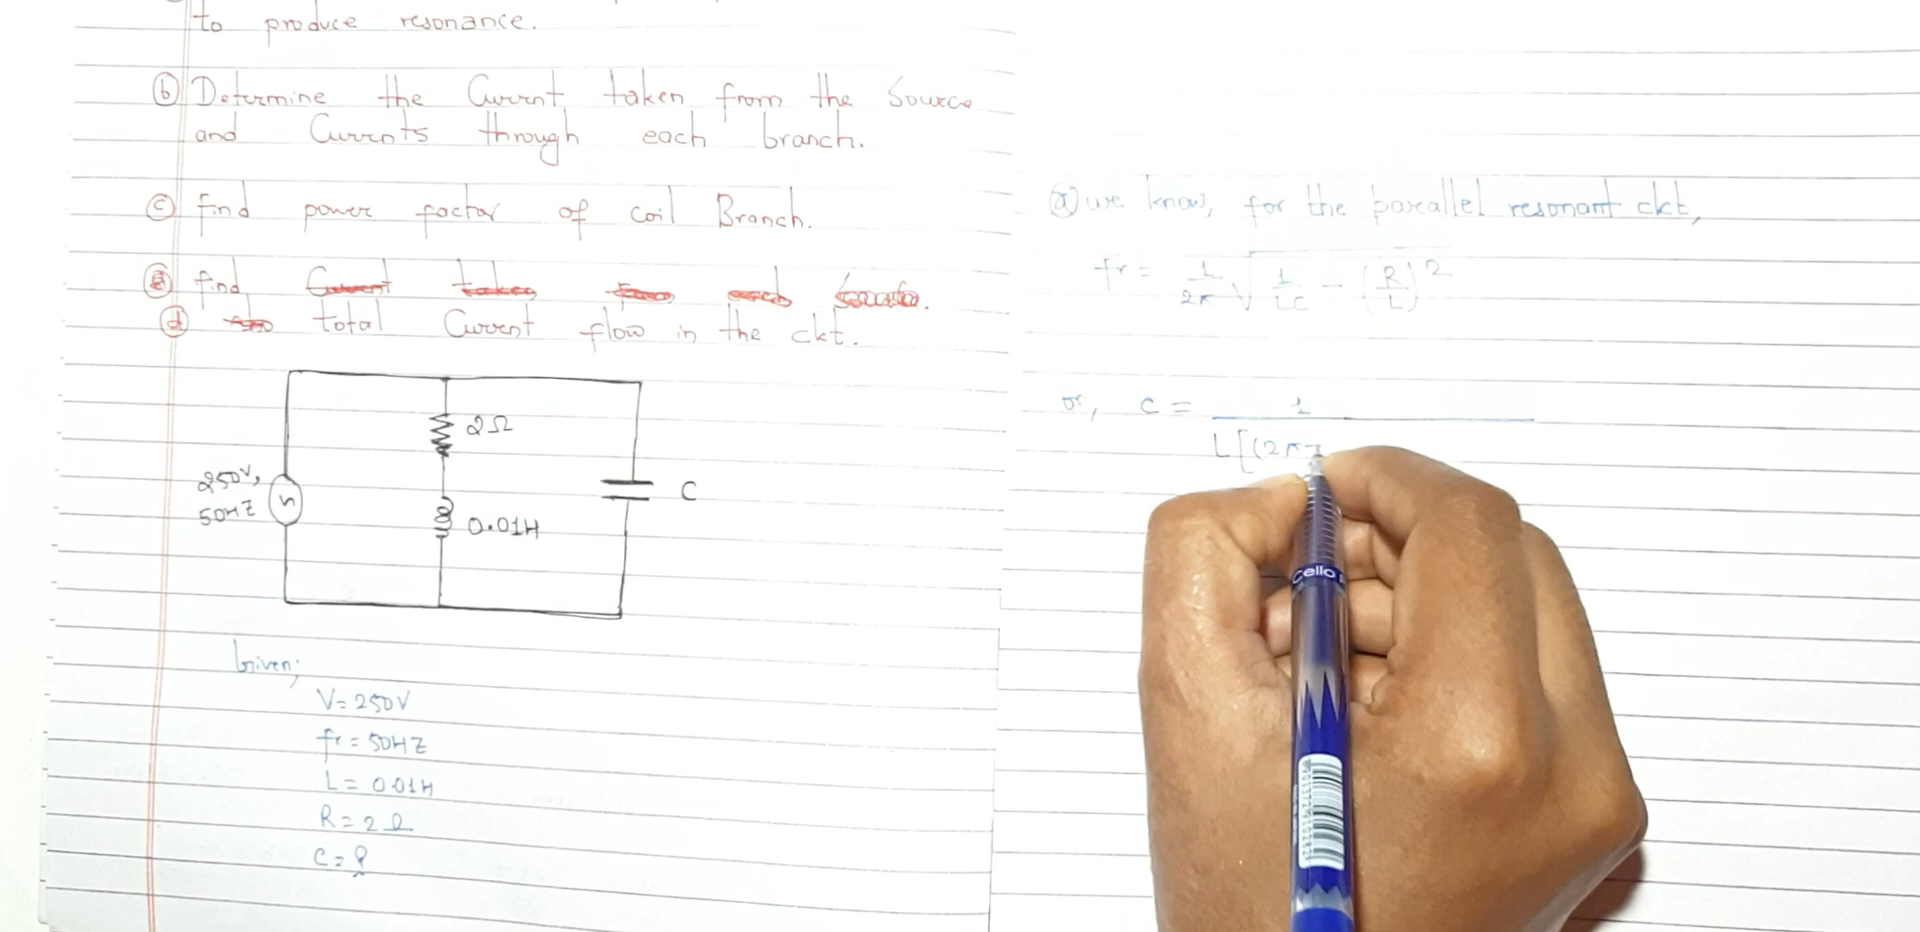 to produce resonance.
ⓑ Determine the Current taken from the Source
and Currents through each branch.
ⓒ find power factor of coil Branch.
find
ⓓ total Current flow in the ckt.
2Ω
250V,
50HZ
C
0.01H
Given;
V=250V
fr=50HZ
L=0.01H
R=2Ω
C=?
ⓐ we know, for the parallel resonant ckt,
fr = 1/2π √ 1/LC - (R/L)2
or, C = 1/L[(2π
Cello